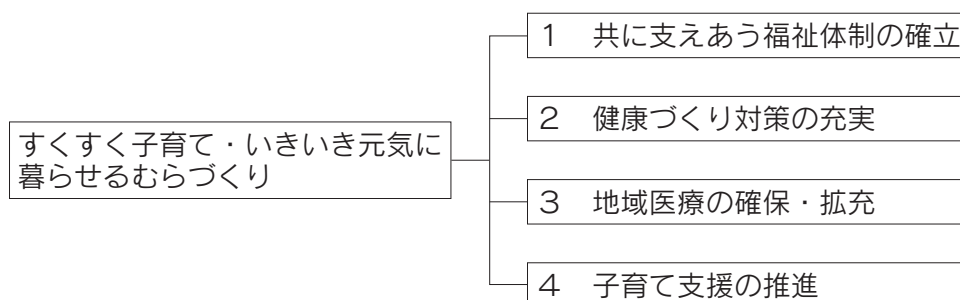 すくすく子育て・いきいき元気に
暮らせるむらづくり
１　共に支えあう福祉体制の確立
２　健康づくり対策の充実
３　地域医療の確保・拡充
４　子育て支援の推進